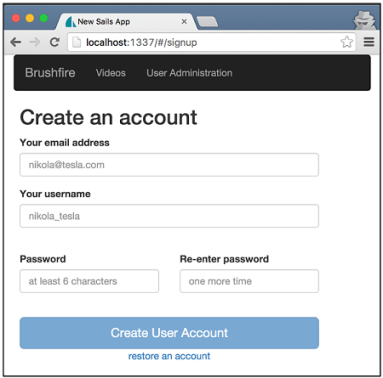 New Sails App
localhost:1337/#/signup
Brushfire Videos User Administration
Create an account
Your email address
nikola@tesla.com
Your username
nikola_tesla
Password Re-enter password
at least 6 characters one more time
Create User Account
restore an account